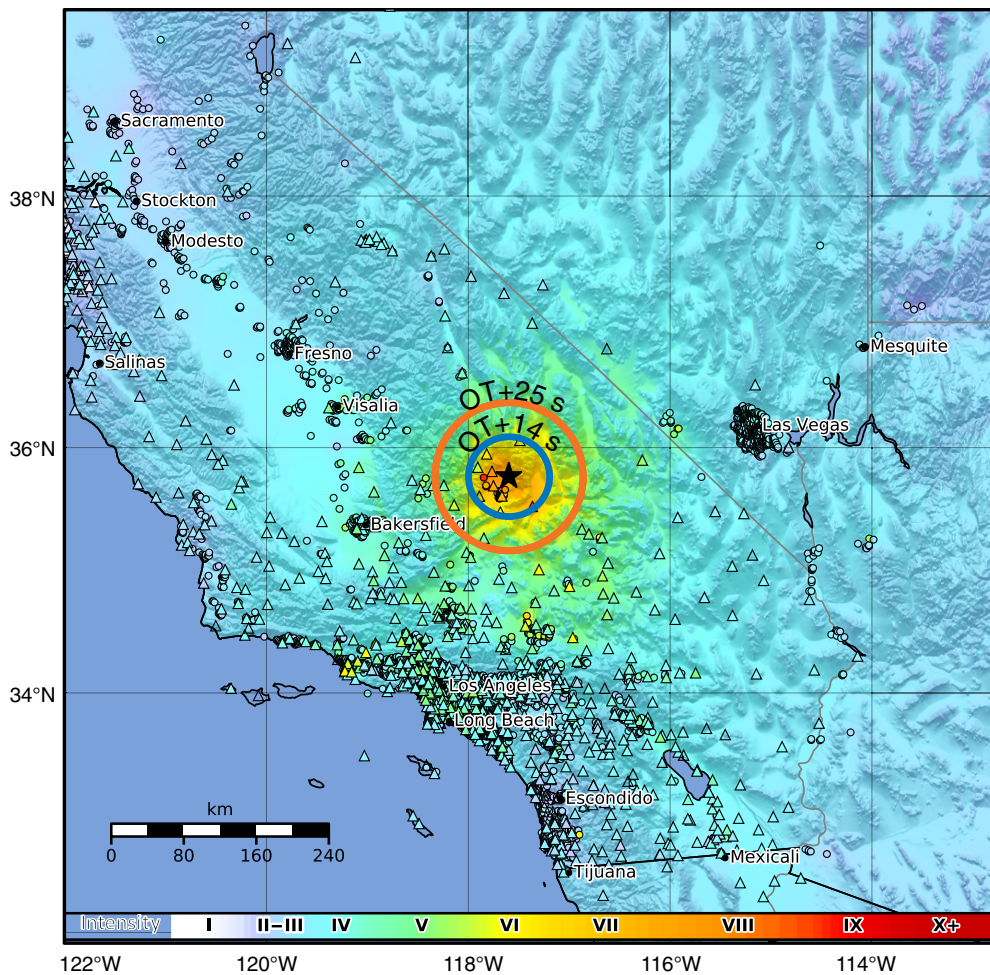 Sacramento
38°N
Stockton
Modesto
Salinas
Fresno
Mesquite
OT+25 s
Visalia
Las Vegas
36°N
OT+14 s
Bakersfield
34°N
Los Angeles
Long Beach
km
0 80 160 240
Escondido
Mexicali
Tijuana
Intensity I II−III IV V VI VII VIII IX X+
122°W 120°W 118°W 116°W 114°W